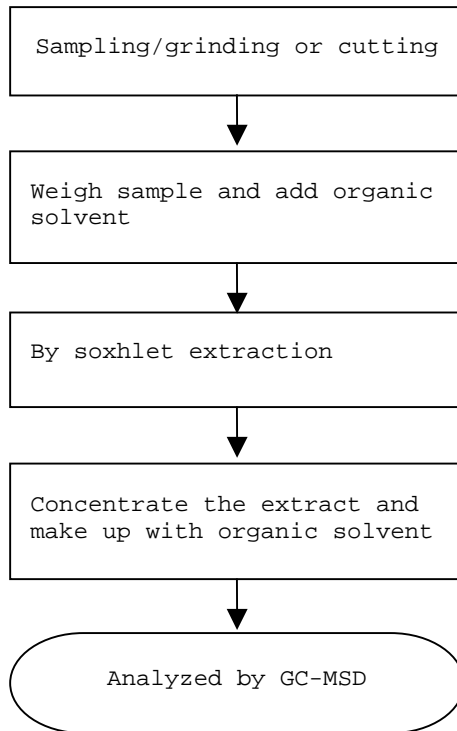 Sampling/grinding or cutting
Weigh sample and add organic
solvent
By soxhlet extraction
Concentrate the extract and
make up with organic solvent
Analyzed by GC-MSD